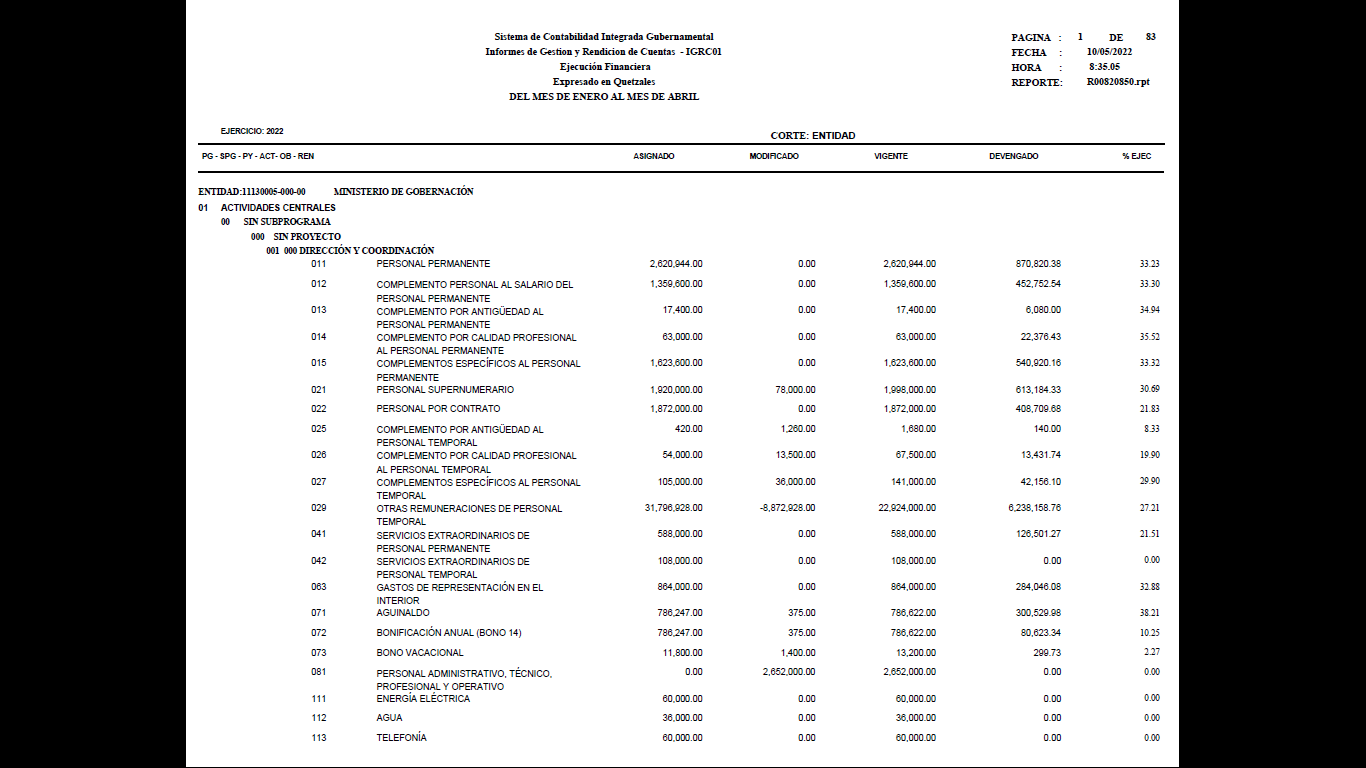 Sistema de Contabilidad Integrada Gubernamental
Informes de Gestion y Rendicion de Cuentas - IGRC01
Ejecución Financiera
Expresado en Quetzales
DEL MES DE ENERO AL MES DE ABRIL
PAGINA : 1 DE 83
FECHA : 10/05/2022
HORA : 8:35.05
REPORTE: R00820850.rpt
EJERCICIO: 2022
CORTE: ENTIDAD
PG - SPG - PY - ACT- OB - REN ASIGNADO MODIFICADO VIGENTE DEVENGADO % EJEC
ENTIDAD:11130005-000-00 MINISTERIO DE GOBERNACIÓN
01 ACTIVIDADES CENTRALES
00 SIN SUBPROGRAMA
000 SIN PROYECTO
001 000 DIRECCIÓN Y COORDINACIÓN
011 PERSONAL PERMANENTE 2,620,944.00 0.00 2,620,944.00 870,820.38 33.23
012 COMPLEMENTO PERSONAL AL SALARIO DEL 1,359,600.00 0.00 1,359,600.00 452,752.54 33.30
PERSONAL PERMANENTE
013 COMPLEMENTO POR ANTIGÜEDAD AL 17,400.00 0.00 17,400.00 6,080.00 34.94
PERSONAL PERMANENTE
014 COMPLEMENTO POR CALIDAD PROFESIONAL 63,000.00 0.00 63,000.00 22,376.43 35.52
AL PERSONAL PERMANENTE
015 COMPLEMENTOS ESPECÍFICOS AL PERSONAL 1,623,600.00 0.00 1,623,600.00 540,920.16 33.32
PERMANENTE
021 PERSONAL SUPERNUMERARIO 1,920,000.00 78,000.00 1,998,000.00 613,184.33 30.69
022 PERSONAL POR CONTRATO 1,872,000.00 0.00 1,872,000.00 408,709.68 21.83
025 COMPLEMENTO POR ANTIGÜEDAD AL 420.00 1,260.00 1,680.00 140.00 8.33
PERSONAL TEMPORAL
026 COMPLEMENTO POR CALIDAD PROFESIONAL 54,000.00 13,500.00 67,500.00 13,431.74 19.90
AL PERSONAL TEMPORAL
027 COMPLEMENTOS ESPECÍFICOS AL PERSONAL 105,000.00 36,000.00 141,000.00 42,156.10 29.90
TEMPORAL
029 OTRAS REMUNERACIONES DE PERSONAL 31,796,928.00 -8,872,928.00 22,924,000.00 6,238,158.76 27.21
TEMPORAL
041 SERVICIOS EXTRAORDINARIOS DE 588,000.00 0.00 588,000.00 126,501.27 21.51
PERSONAL PERMANENTE
042 SERVICIOS EXTRAORDINARIOS DE 108,000.00 0.00 108,000.00 0.00 0.00
PERSONAL TEMPORAL
063 GASTOS DE REPRESENTACIÓN EN EL 864,000.00 0.00 864,000.00 284,046.08 32.88
INTERIOR
071 AGUINALDO 786,247.00 375.00 786,622.00 300,529.98 38.21
072 BONIFICACIÓN ANUAL (BONO 14) 786,247.00 375.00 786,622.00 80,623.34 10.25
073 BONO VACACIONAL 11,800.00 1,400.00 13,200.00 299.73 2.27
081 PERSONAL ADMINISTRATIVO, TÉCNICO, 0.00 2,652,000.00 2,652,000.00 0.00 0.00
PROFESIONAL Y OPERATIVO
111 ENERGÍA ELÉCTRICA 60,000.00 0.00 60,000.00 0.00 0.00
112 AGUA 36,000.00 0.00 36,000.00 0.00 0.00
113 TELEFONÍA 60,000.00 0.00 60,000.00 0.00 0.00